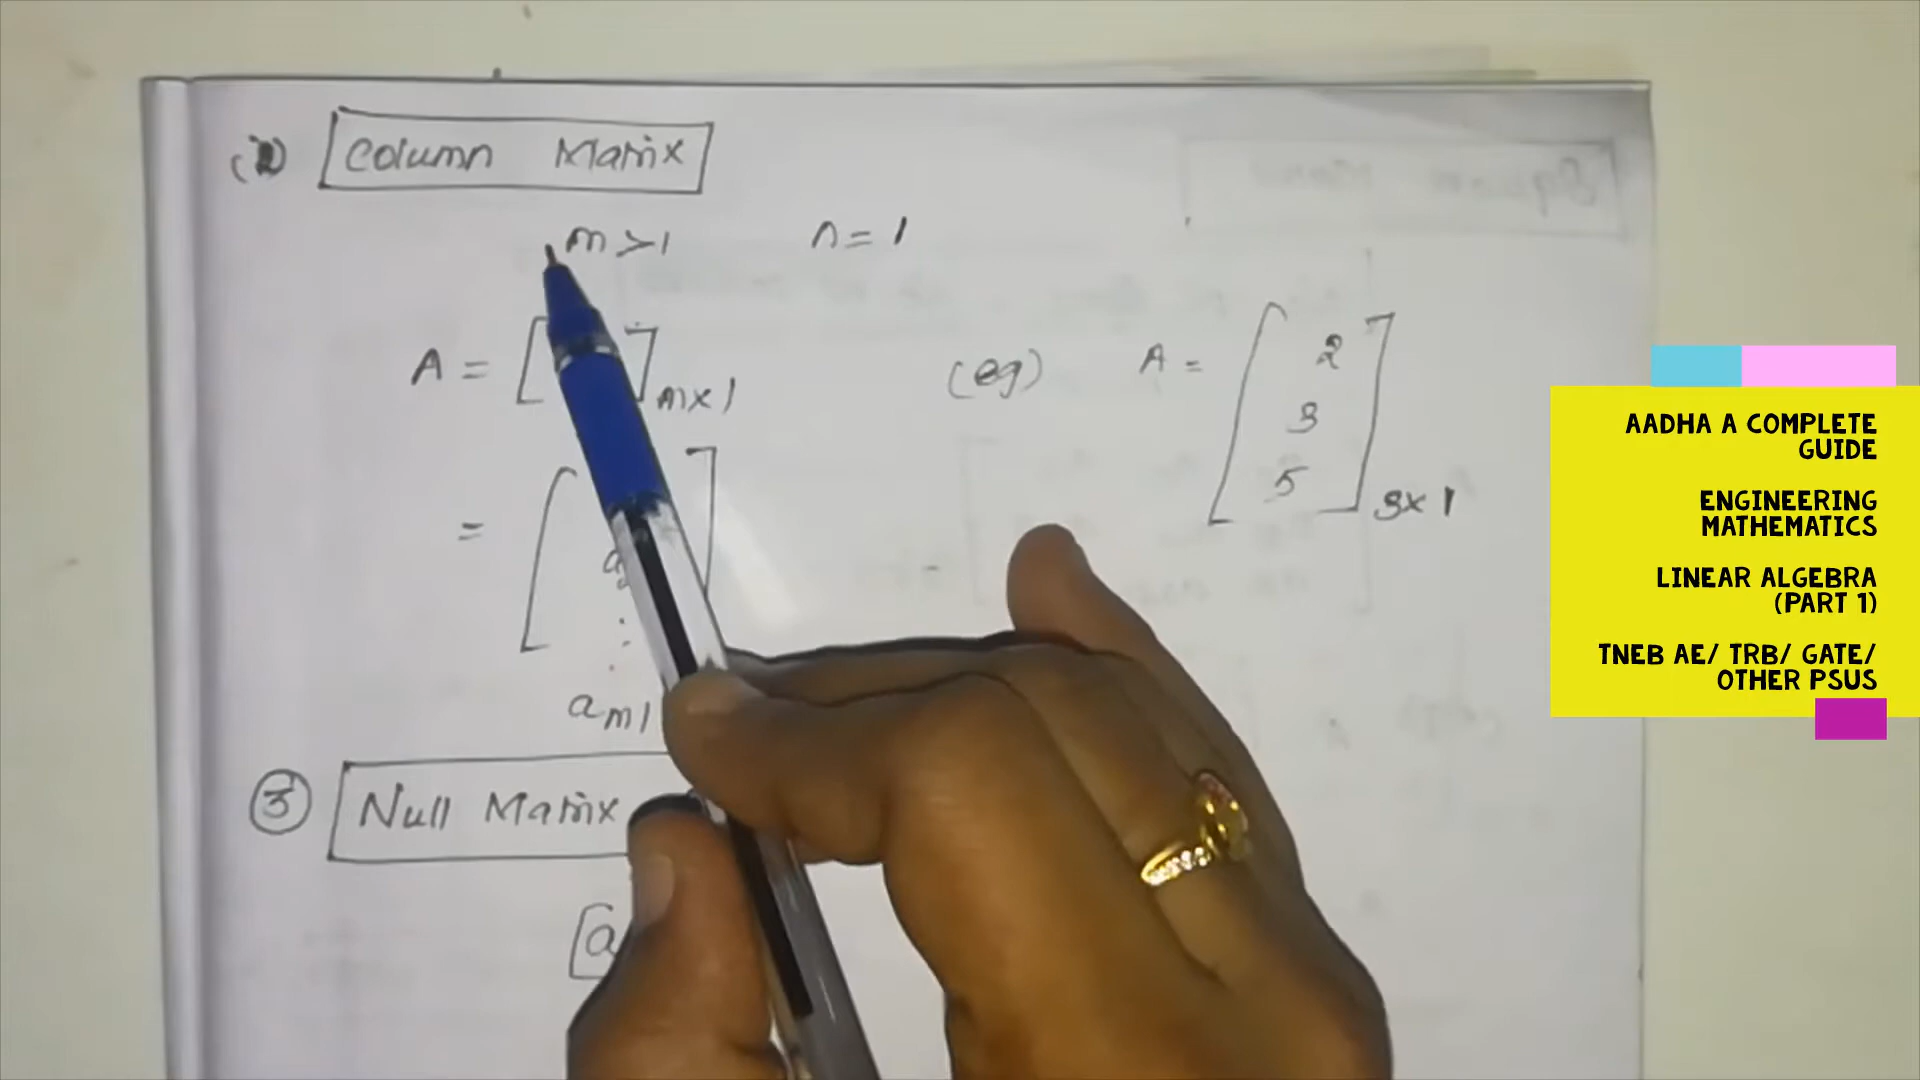 (2) Column Matrix
m > 1 n = 1
A = [ ] m×1
(eg) A = [ 2
3
5 ] 3×1
= [
a
:
am1
③ Null Matrix
[a
AADHA A COMPLETE
GUIDE
ENGINEERING
MATHEMATICS
LINEAR ALGEBRA
(PART 1)
TNEB AE/ TRB/ GATE/
OTHER PSUS